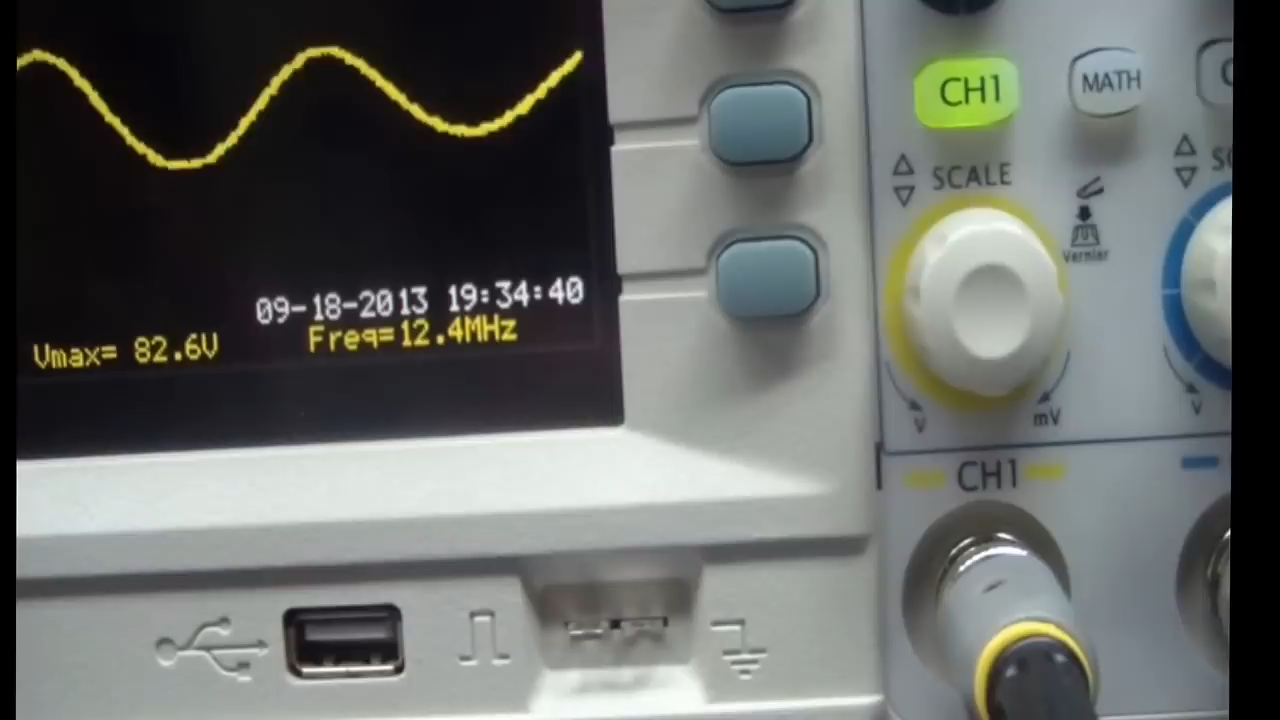 CH1
MATH
SCALE
Vernier
09-18-2013 19:34:40
Vmax= 82.6V
Freq=12.4MHz
V
mV
V
CH1